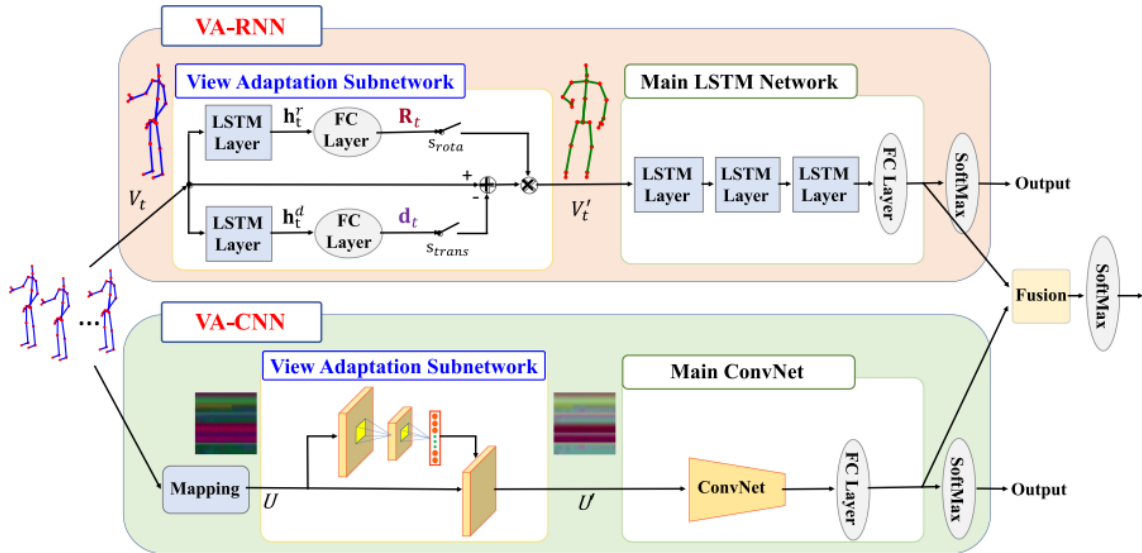 VA-RNN
View Adaptation Subnetwork
Main LSTM Network
LSTM
Layer
h_t^r
FC
Layer
R_t
s_rota
V_t
+
-
LSTM
Layer
h_t^d
FC
Layer
d_t
s_trans
V_t'
LSTM
Layer
LSTM
Layer
LSTM
Layer
FC Layer
SoftMax
Output
...
Fusion
SoftMax
VA-CNN
View Adaptation Subnetwork
Main ConvNet
Mapping
U
U'
ConvNet
FC Layer
SoftMax
Output